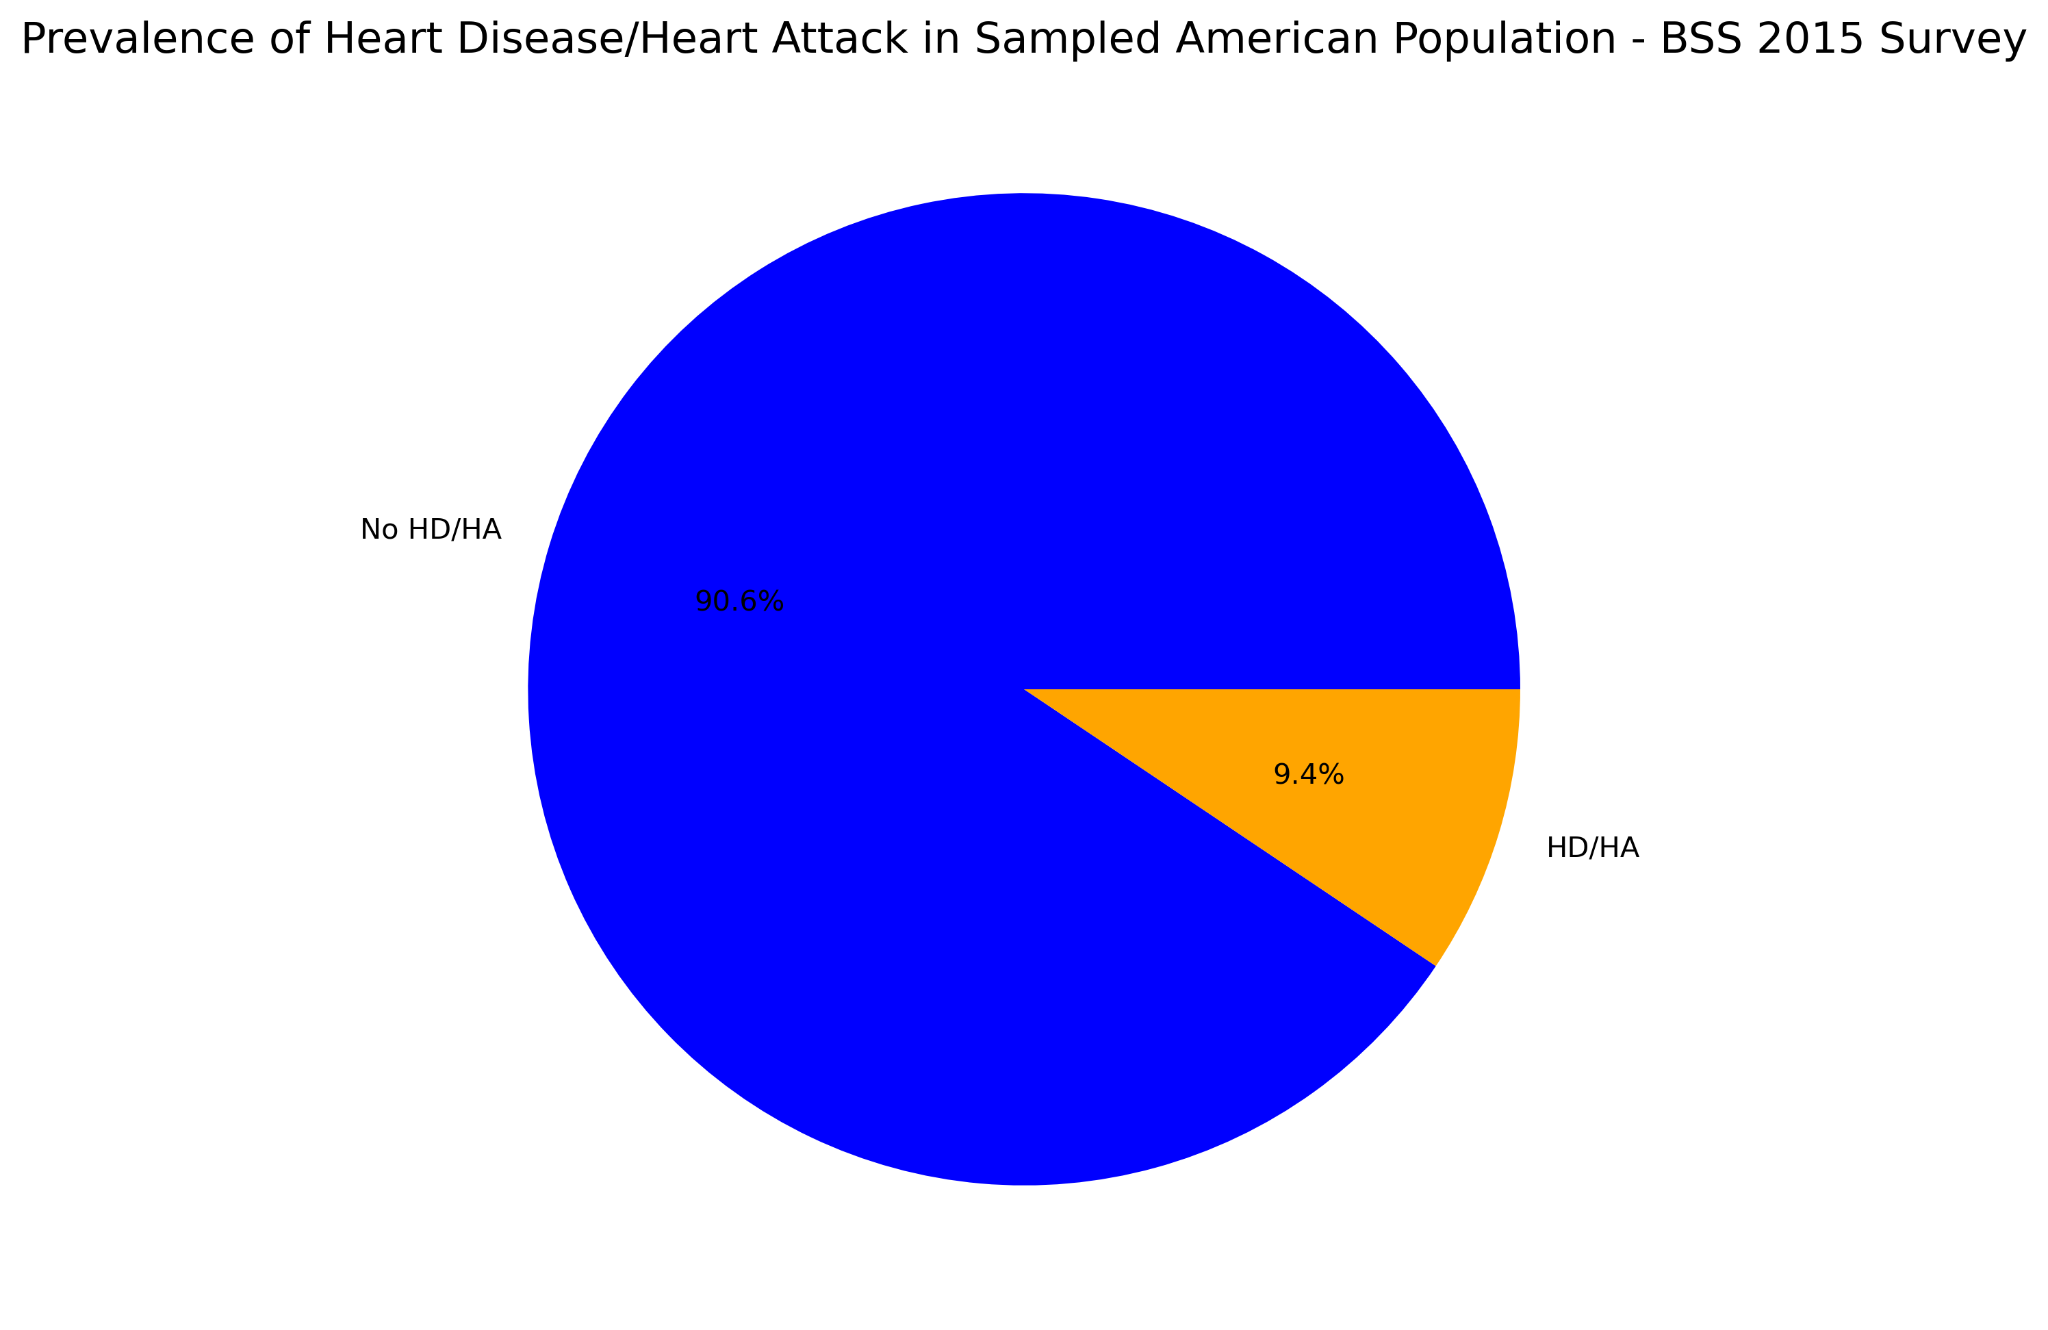 Prevalence of Heart Disease/Heart Attack in Sampled American Population - BSS 2015 Survey
No HD/HA
90.6%
9.4%
HD/HA